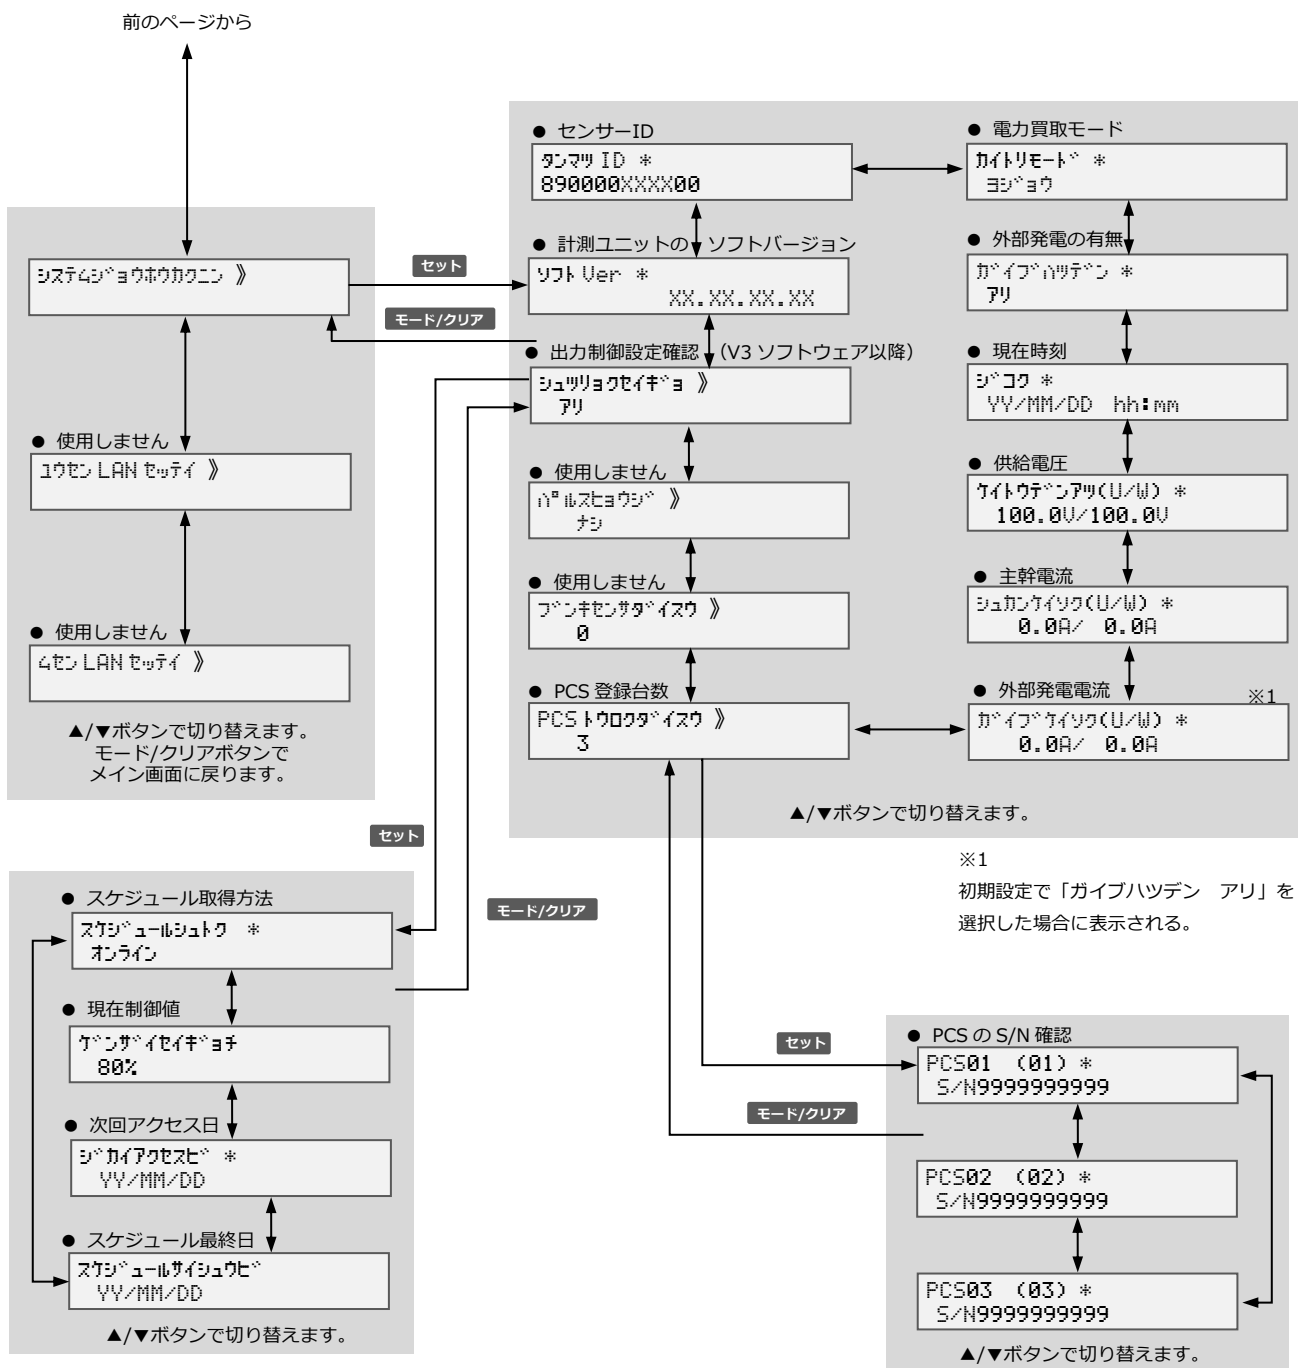 前のページから
システムジョウホウカクニン 》
● 使用しません
ユウセン LAN セッテイ 》
● 使用しません
ムセン LAN セッテイ 》
▲/▼ボタンで切り替えます。
モード/クリアボタンで
メイン画面に戻ります。
セット
モード/クリア
● センサーID
タンマツ ID *
890000XXXX00
● 計測ユニットの ソフトバージョン
ソフト Ver *
XX.XX.XX.XX
● 出力制御設定確認 (V3 ソフトウェア以降)
シュツリョクセイギョ 》
アリ
● 使用しません
パルスヒョウジ 》
ナシ
● 使用しません
ブンキセンサダイスウ 》
0
● PCS 登録台数
PCS トウロクダイスウ 》
3
● 電力買取モード
カイトリモード *
ヨジョウ
● 外部発電の有無
ガイブハツデン *
アリ
● 現在時刻
ジコク *
YY/MM/DD hh:mm
● 供給電圧
ケイトウデンアツ(U/W) *
100.0V/100.0V
● 主幹電流
シュカンケイソク(U/W) *
0.0A/ 0.0A
● 外部発電電流
※1
ガイブケイソク(U/W) *
0.0A/ 0.0A
▲/▼ボタンで切り替えます。
※1
初期設定で「ガイブハツデン アリ」を
選択した場合に表示される。
セット
モード/クリア
● スケジュール取得方法
スケジュールシュトク *
オンライン
● 現在制御値
ゲンザイセイギョチ
80%
● 次回アクセス日
ジカイアクセスビ *
YY/MM/DD
● スケジュール最終日
スケジュールサイシュウビ
YY/MM/DD
▲/▼ボタンで切り替えます。
セット
モード/クリア
● PCS の S/N 確認
PCS01 (01) *
S/N9999999999
PCS02 (02) *
S/N9999999999
PCS03 (03) *
S/N9999999999
▲/▼ボタンで切り替えます。